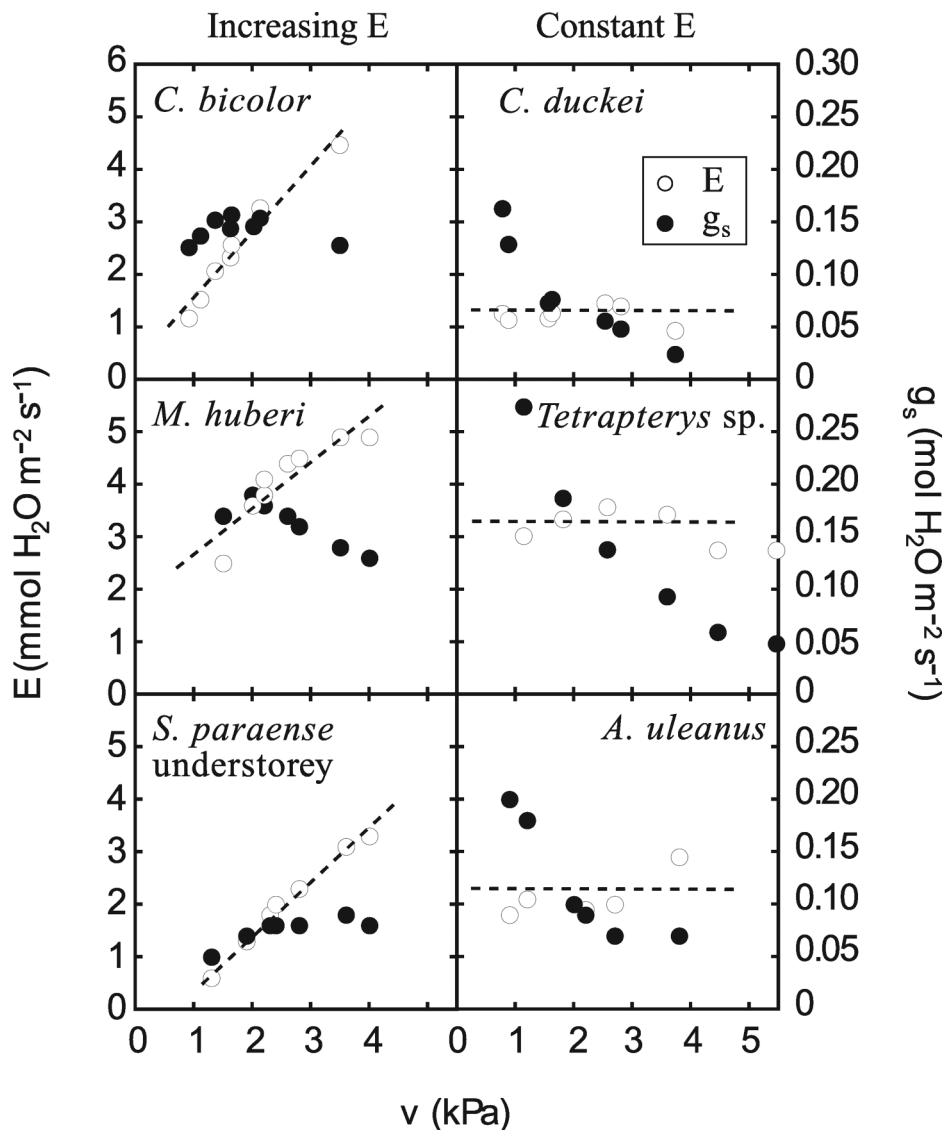 Increasing E
Constant E
6
5
4
3
2
1
0
5
4
3
2
1
0
5
4
3
2
1
0
E (mmol H₂O m⁻² s⁻¹)
C. bicolor
C. duckei
E
gₛ
M. huberi
Tetrapterys sp.
S. paraense
understorey
A. uleanus
0.30
0.25
0.20
0.15
0.10
0.05
0
0.25
0.20
0.15
0.10
0.05
0
0.25
0.20
0.15
0.10
0.05
0
gₛ (mol H₂O m⁻² s⁻¹)
0 1 2 3 4 0 1 2 3 4 5
v (kPa)